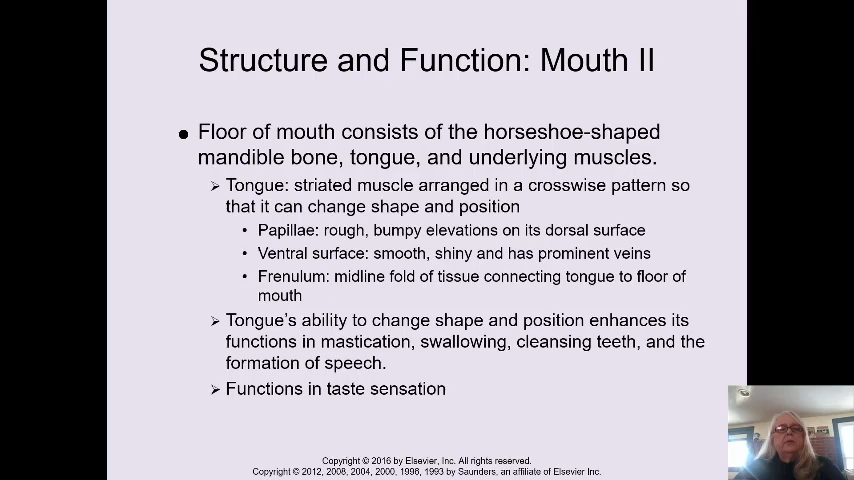 Structure and Function: Mouth II
● Floor of mouth consists of the horseshoe-shaped
mandible bone, tongue, and underlying muscles.
➢ Tongue: striated muscle arranged in a crosswise pattern so
that it can change shape and position
• Papillae: rough, bumpy elevations on its dorsal surface
• Ventral surface: smooth, shiny and has prominent veins
• Frenulum: midline fold of tissue connecting tongue to floor of
mouth
➢ Tongue’s ability to change shape and position enhances its
functions in mastication, swallowing, cleansing teeth, and the
formation of speech.
➢ Functions in taste sensation
Copyright © 2016 by Elsevier, Inc. All rights reserved.
Copyright © 2012, 2008, 2004, 2000, 1996, 1993 by Saunders, an affiliate of Elsevier Inc.